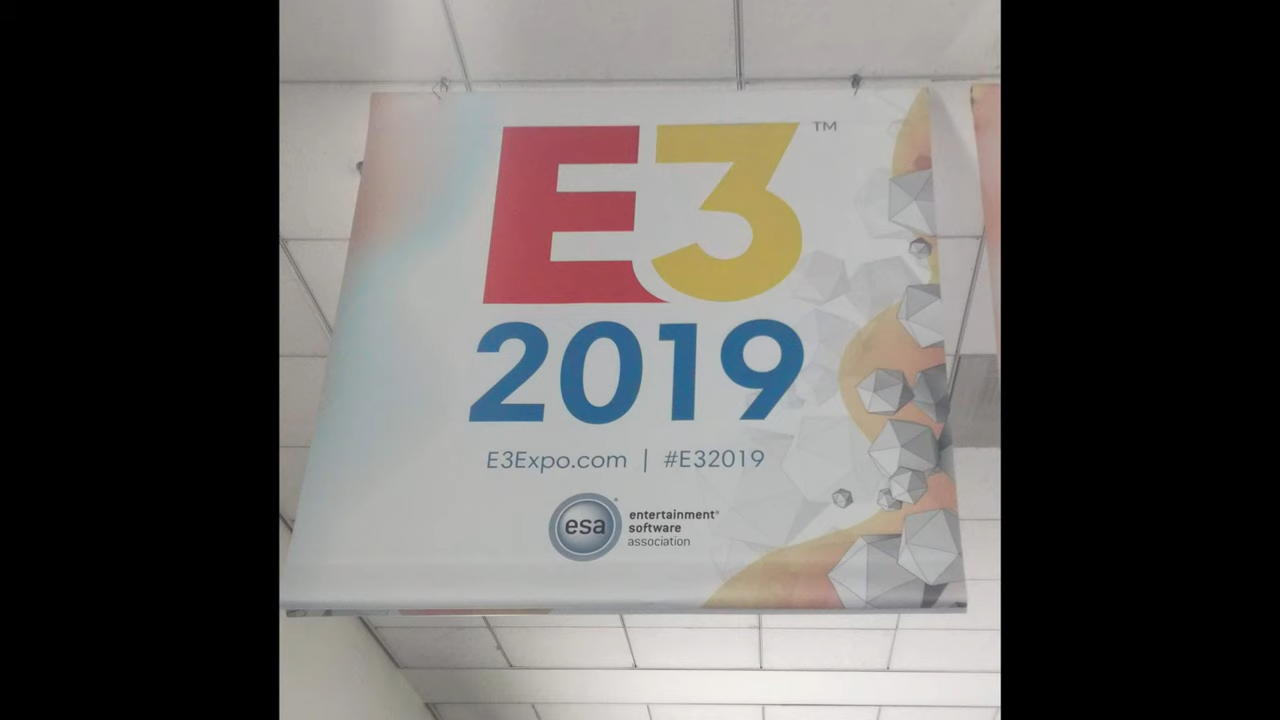 E3™
2019
E3Expo.com | #E32019
esa®
entertainment®
software
association